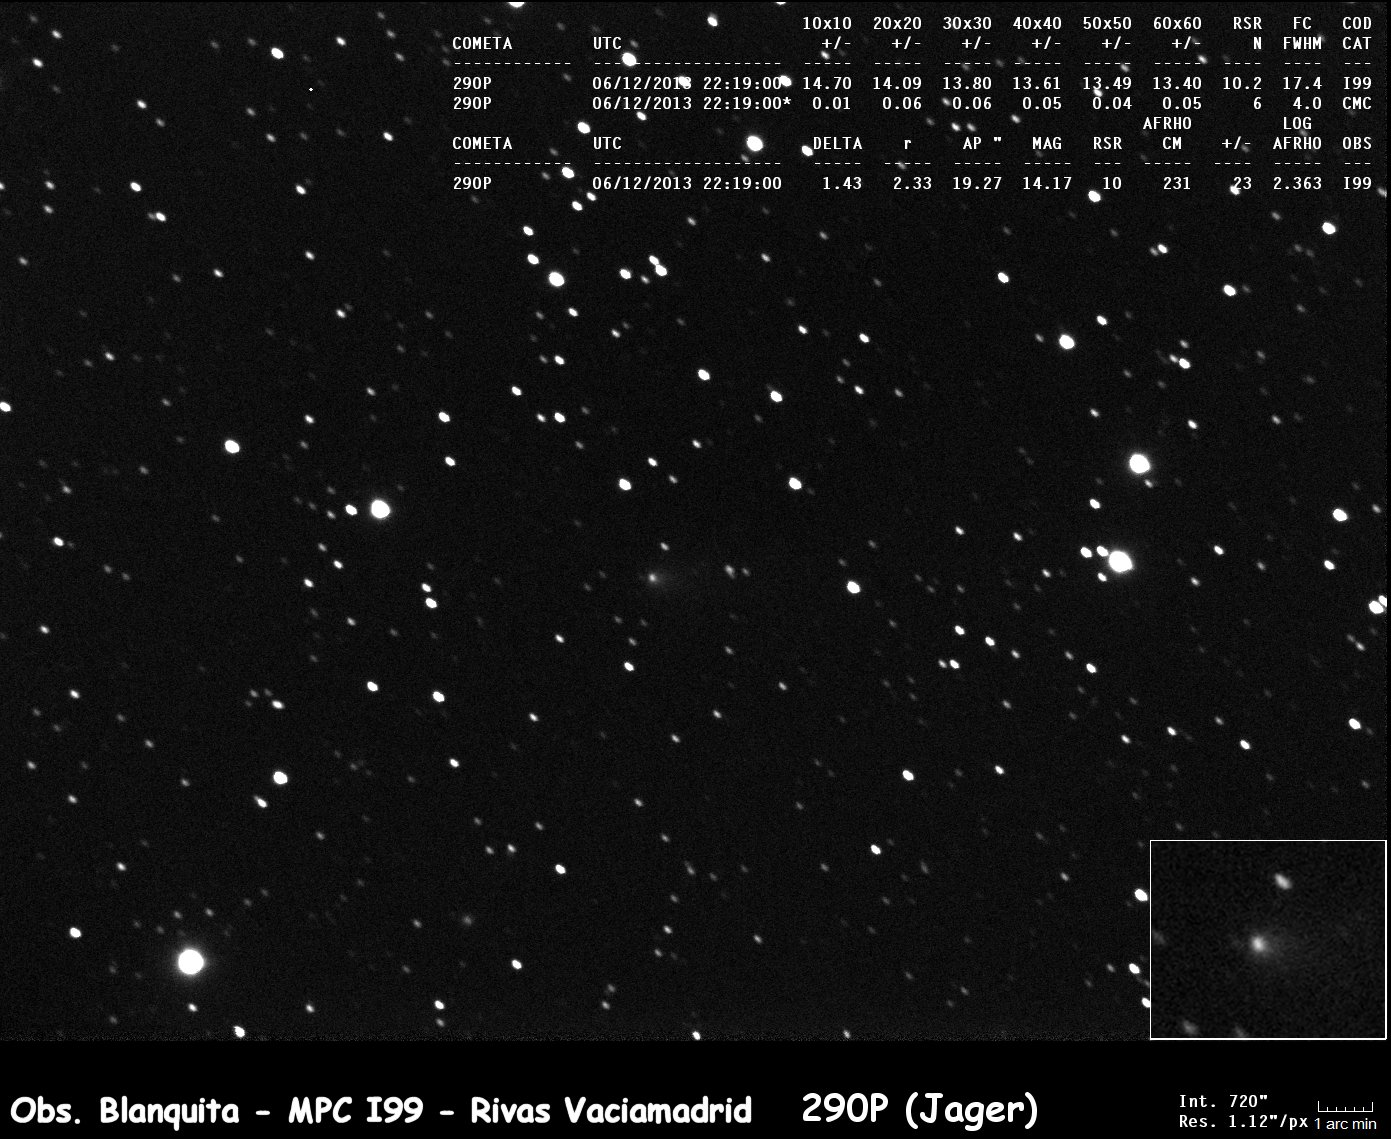 10x10 20x20 30x30 40x40 50x50 60x60 RSR FC COD
COMETA UTC +/- +/- +/- +/- +/- +/- N FWHM CAT
------------ ------------------- ----- ----- ----- ----- ----- ----- ---- ---- ---
290P 06/12/2013 22:19:00 14.70 14.09 13.80 13.61 13.49 13.40 10.2 17.4 I99
290P 06/12/2013 22:19:00* 0.01 0.06 0.06 0.05 0.04 0.05 6 4.0 CMC
AFRHO LOG
COMETA UTC DELTA r AP " MAG RSR CM +/- AFRHO OBS
------------ ------------------- ----- ----- ----- ----- --- ----- ---- ----- ---
290P 06/12/2013 22:19:00 1.43 2.33 19.27 14.17 10 231 23 2.363 I99
Obs. Blanquita - MPC I99 - Rivas Vaciamadrid 290P (Jager)
Int. 720"
Res. 1.12"/px 1 arc min